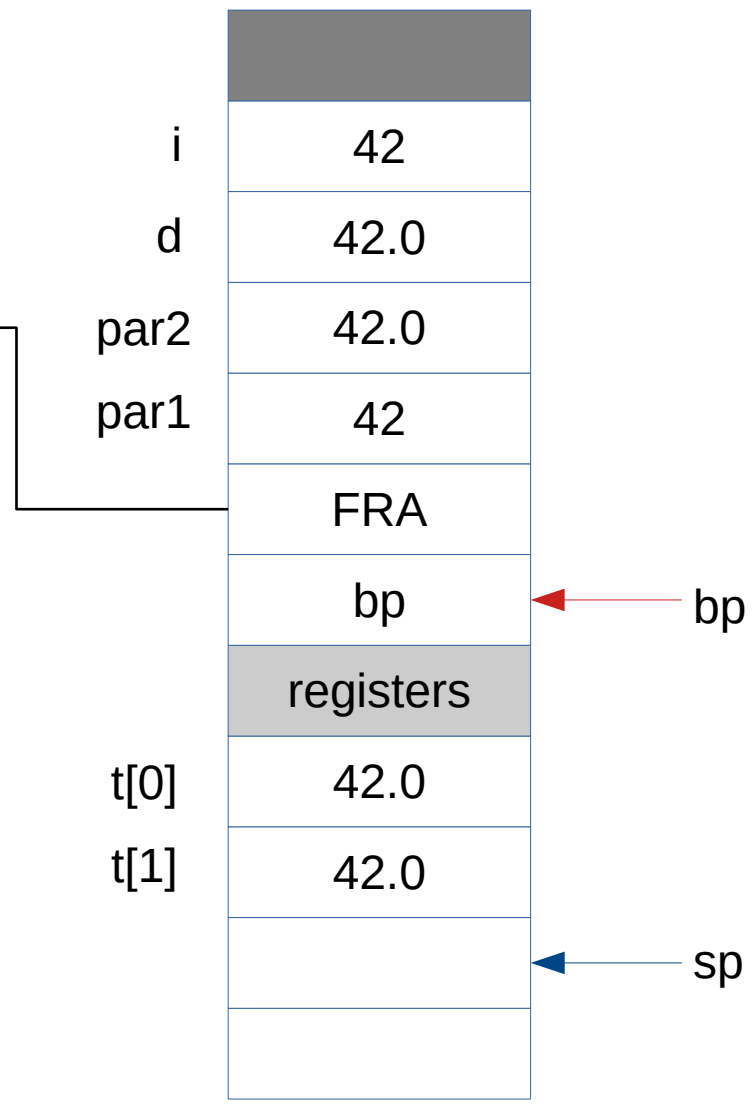 i 42
d 42.0
par2 42.0
par1 42
FRA
bp bp
registers
t[0] 42.0
t[1] 42.0
sp